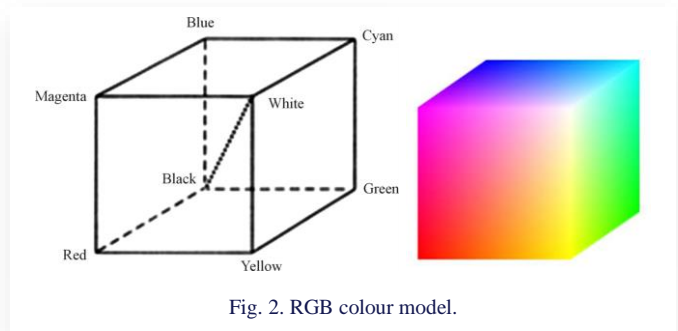 Blue
Cyan
Magenta
White
Black
Green
Red
Yellow
Fig. 2. RGB colour model.